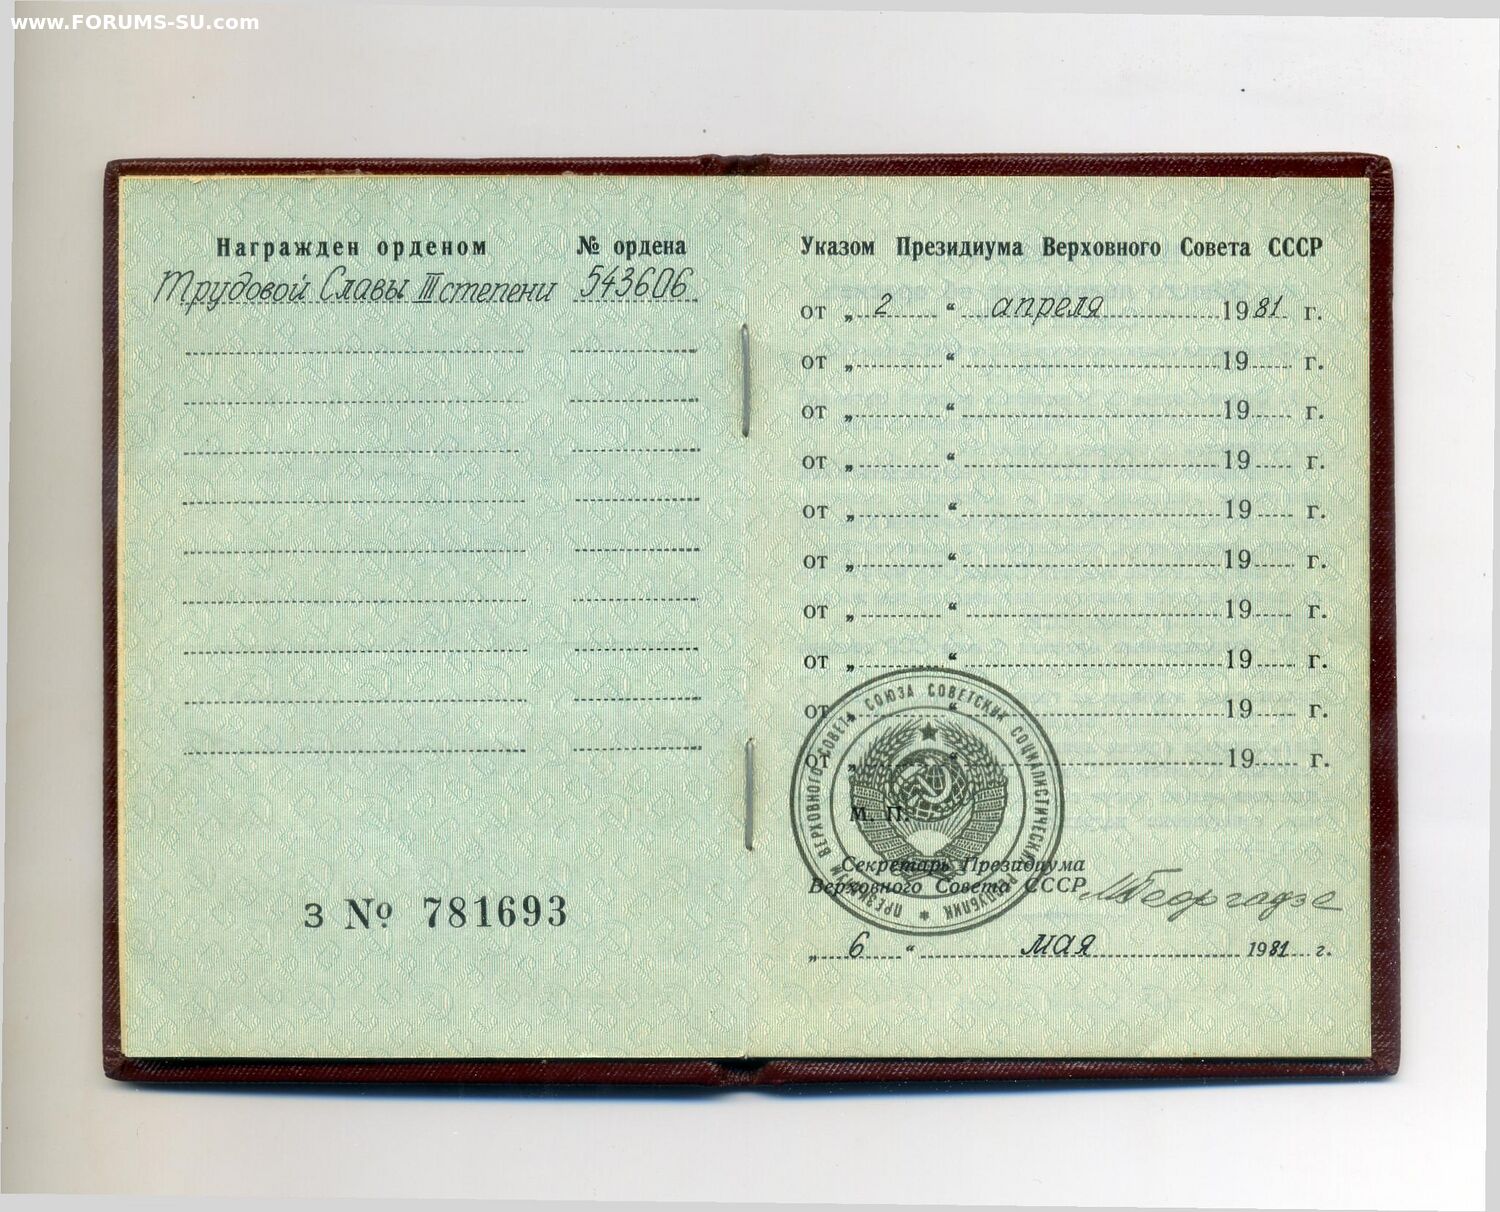 www.FORUMS-SU.com
Награжден орденом № ордена
Трудовой Славы III степени 543606
З № 781693
Указом Президиума Верховного Совета СССР
от „ 2 “ апреля 1981 г.
от „ “ 19 г.
от „ “ 19 г.
от „ “ 19 г.
от „ “ 19 г.
от „ “ 19 г.
от „ “ 19 г.
от „ “ 19 г.
от „ “ 19 г.
от „ “ 19 г.
ПРЕЗИДИУМ ВЕРХОВНОГО СОВЕТА СОЮЗА СОВЕТСКИХ СОЦИАЛИСТИЧЕСКИХ РЕСПУБЛИК
М. П.
Секретарь Президиума
Верховного Совета СССР МГеоргадзе
„ 6 “ мая 1981 г.